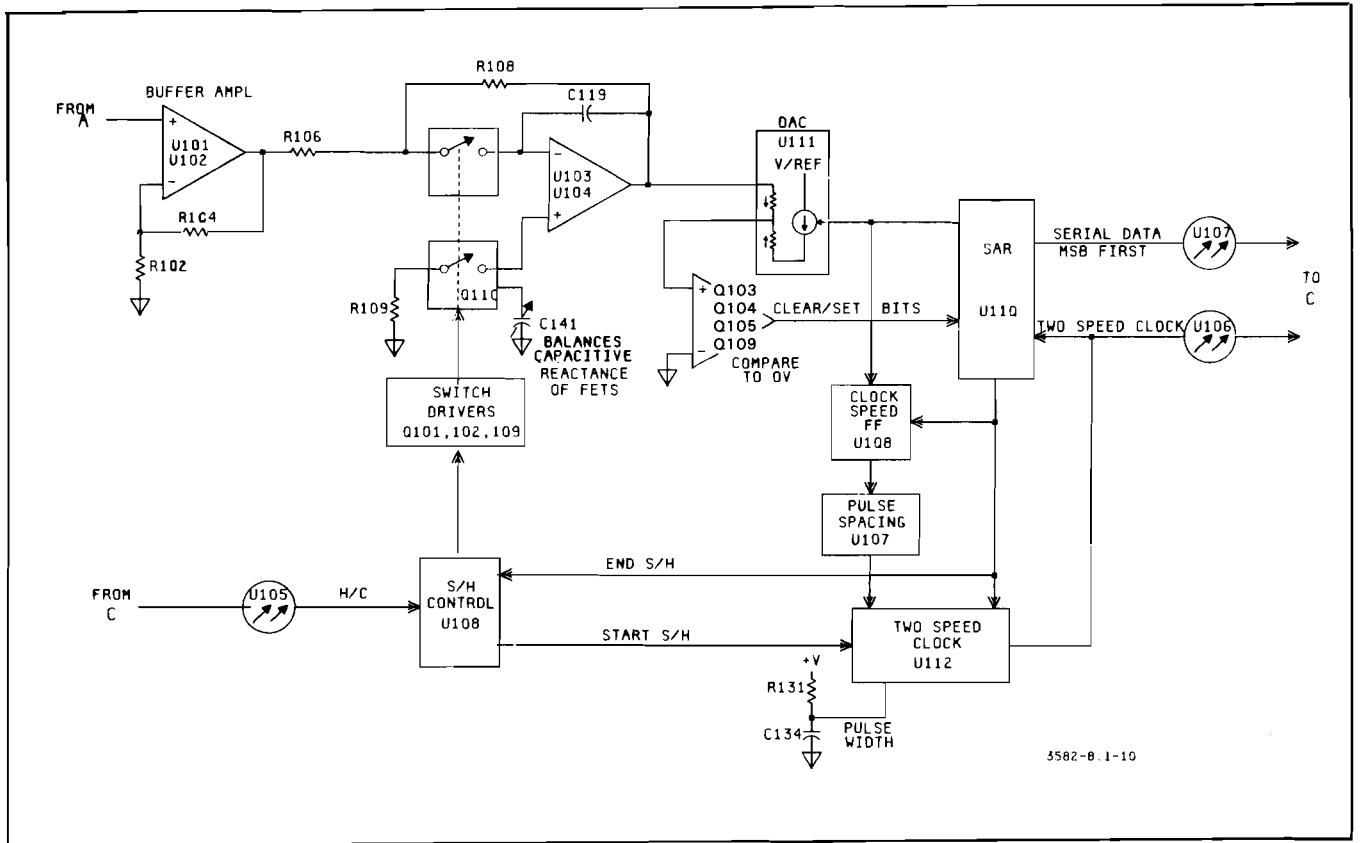 R108
BUFFER AMPL
C119
FROM
A
R106
DAC
+
U101
U102
-
-
U103
U104
+
U111
V/REF
R1C4
R102
SAR
U110
SERIAL DATA
MSB FIRST
U107
TO
C
R109
Q110
C141
BALANCES
CAPACITIVE
REACTANCE
OF FETS
+
Q103
Q104
Q105
Q109
-
COMPARE
TO 0V
CLEAR/SET BITS
TWO SPEED CLOCK
U106
SWITCH
DRIVERS
Q101,102,109
CLOCK
SPEED
FF
U108
PULSE
SPACING
U107
END S/H
FROM
C
U105
H/C
S/H
CONTROL
U108
START S/H
TWO SPEED
CLOCK
U112
+V
R131
C134
PULSE
WIDTH
3582-8.1-10